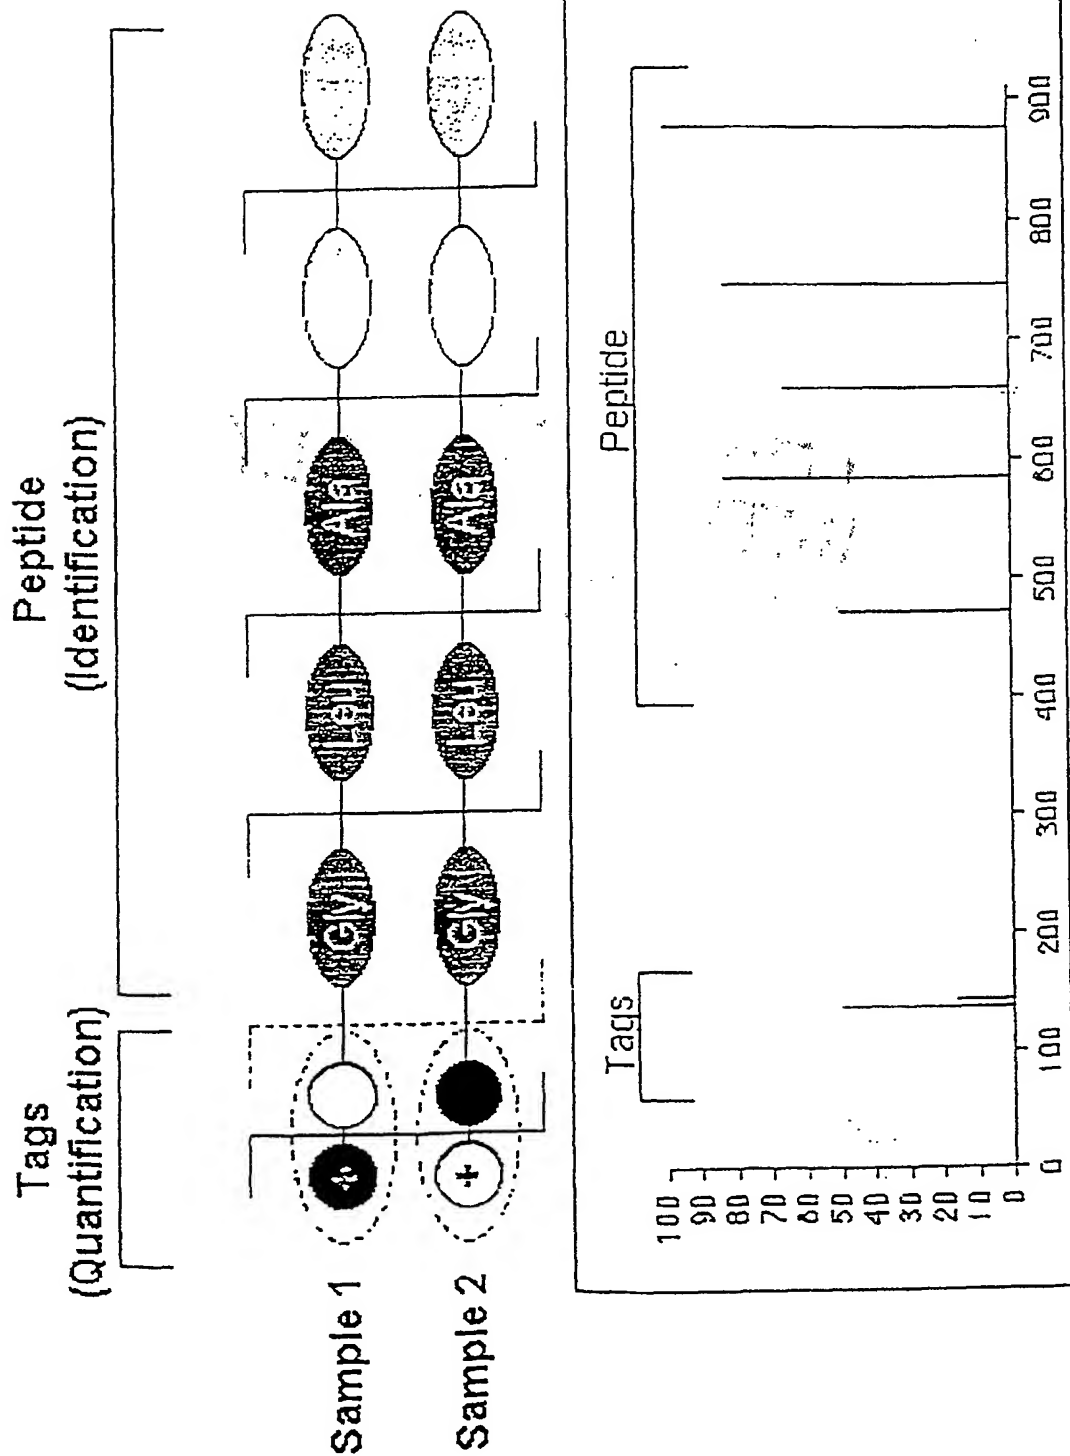 Tags
(Quantification)
Peptide
(Identification)
Sample 1
* Gly Leu Ala
Sample 2
* Gly Leu Ala
Tags
Peptide
100
90
80
70
60
50
40
30
20
10
0
0 100 200 300 400 500 600 700 800 900